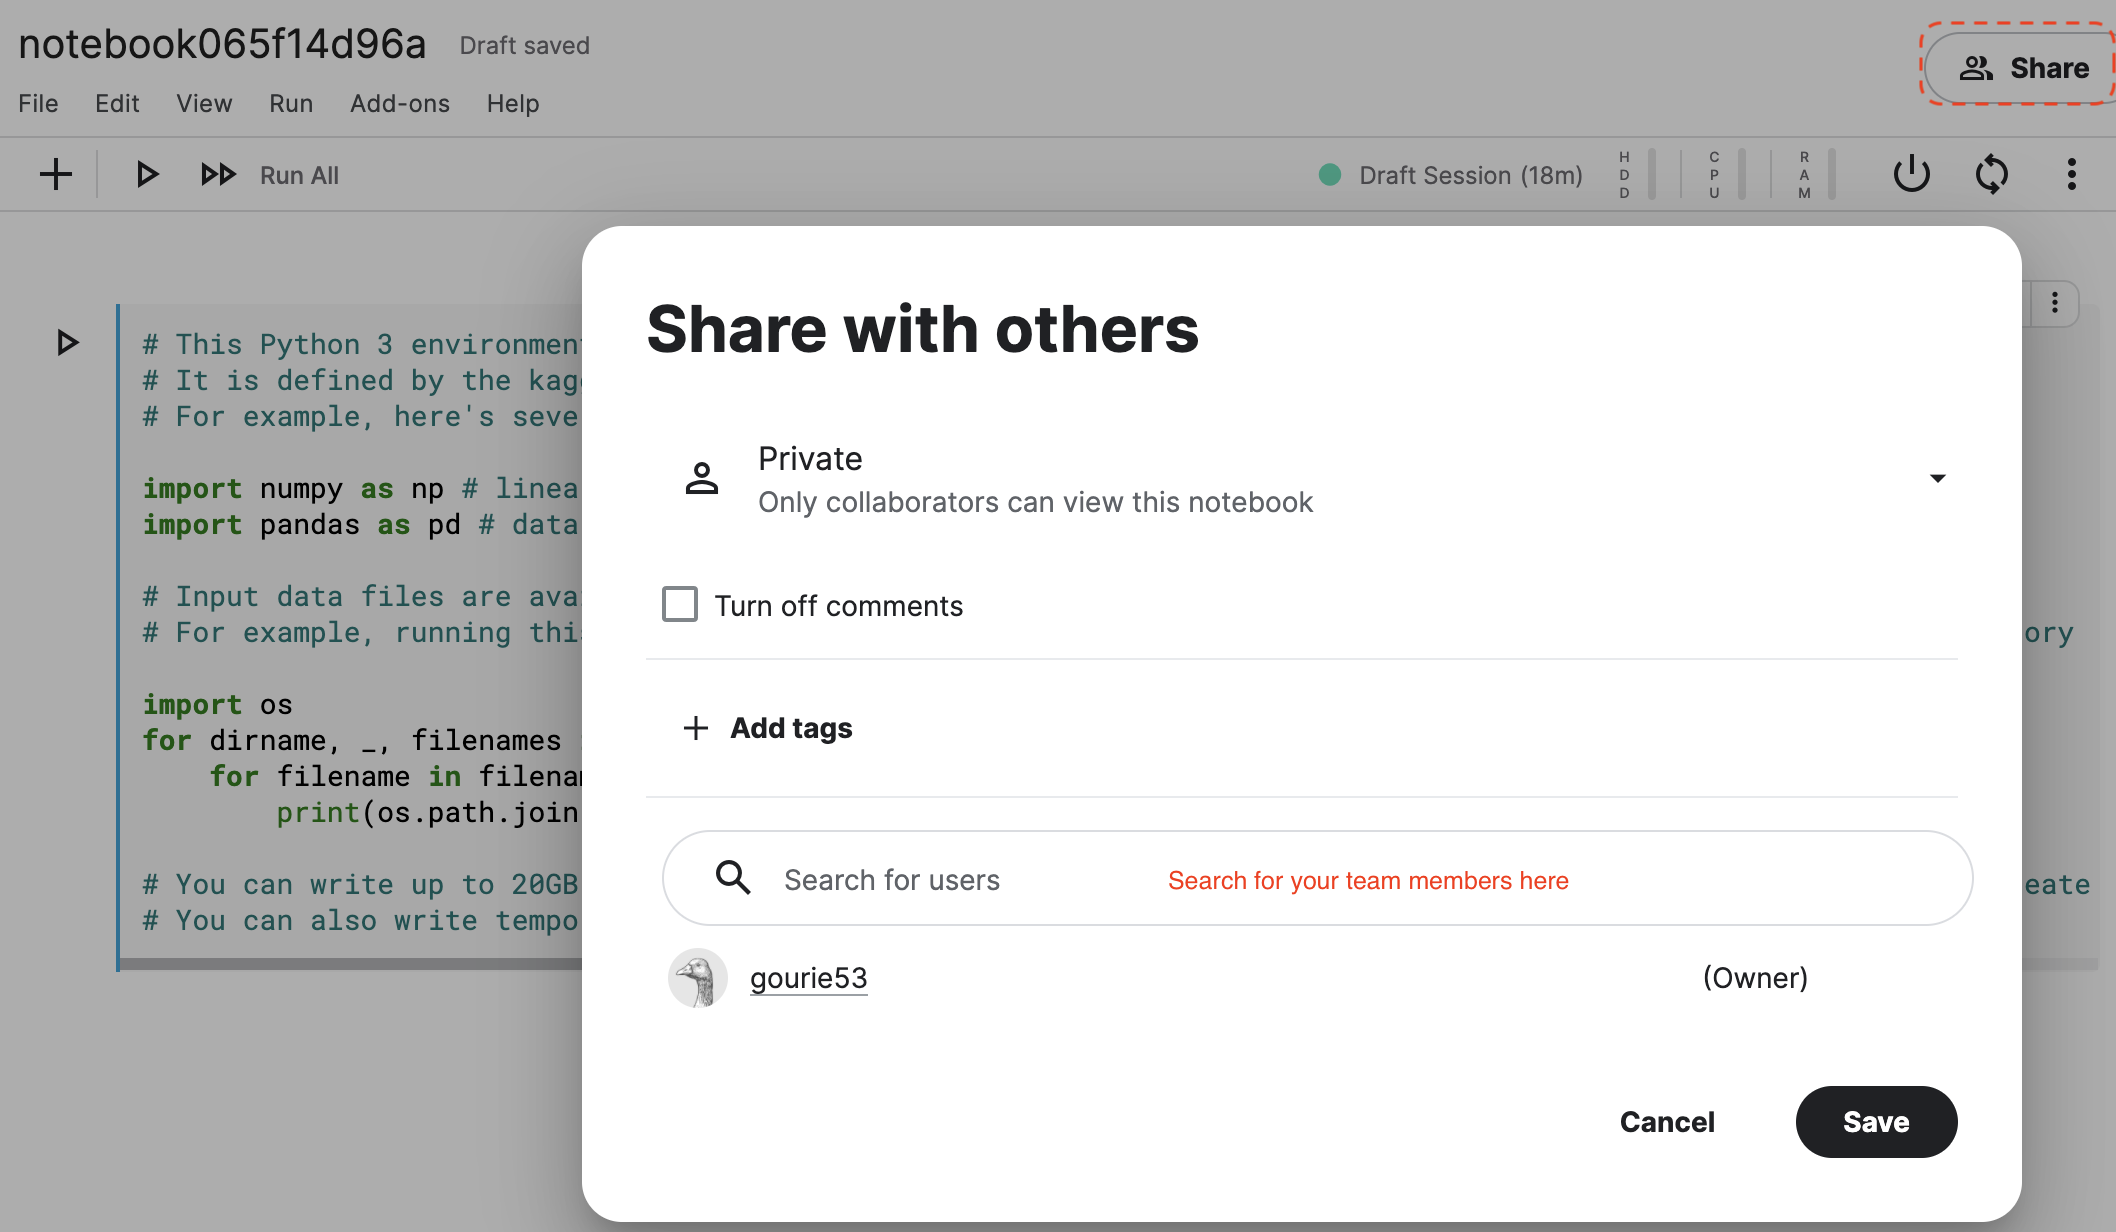 notebook065f14d96a Draft saved
File Edit View Run Add-ons Help
Share
Run All
Draft Session (18m)
HDD
CPU
RAM
# This Python 3 environment
# It is defined by the kag
# For example, here's seve
import numpy as np # linea
import pandas as pd # data
# Input data files are ava
# For example, running this
ory
import os
for dirname, _, filenames
for filename in filenam
print(os.path.join
# You can write up to 20GB
eate
# You can also write tempo
Share with others
Private
Only collaborators can view this notebook
Turn off comments
Add tags
Search for users
Search for your team members here
gourie53 (Owner)
Cancel Save